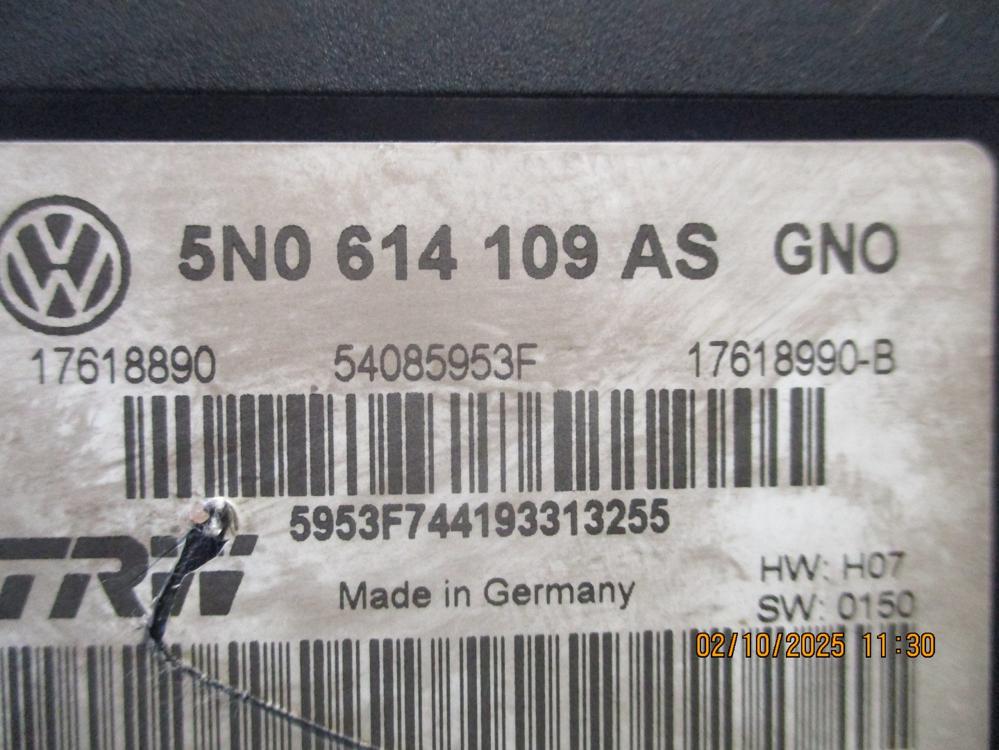 5N0 614 109 AS GNO
17618890 54085953F 17618990-B
5953F744193313255
TRW
Made in Germany
HW: H07
SW: 0150
02/10/2025 11:30